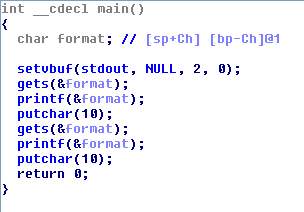 int __cdecl main()
{
  char format; // [sp+Ch] [bp-Ch]@1

  setvbuf(stdout, NULL, 2, 0);
  gets(&format);
  printf(&format);
  putchar(10);
  gets(&format);
  printf(&format);
  putchar(10);
  return 0;
}